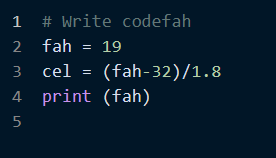 1 # Write codefah
2 fah = 19
3 cel = (fah-32)/1.8
4 print (fah)
5